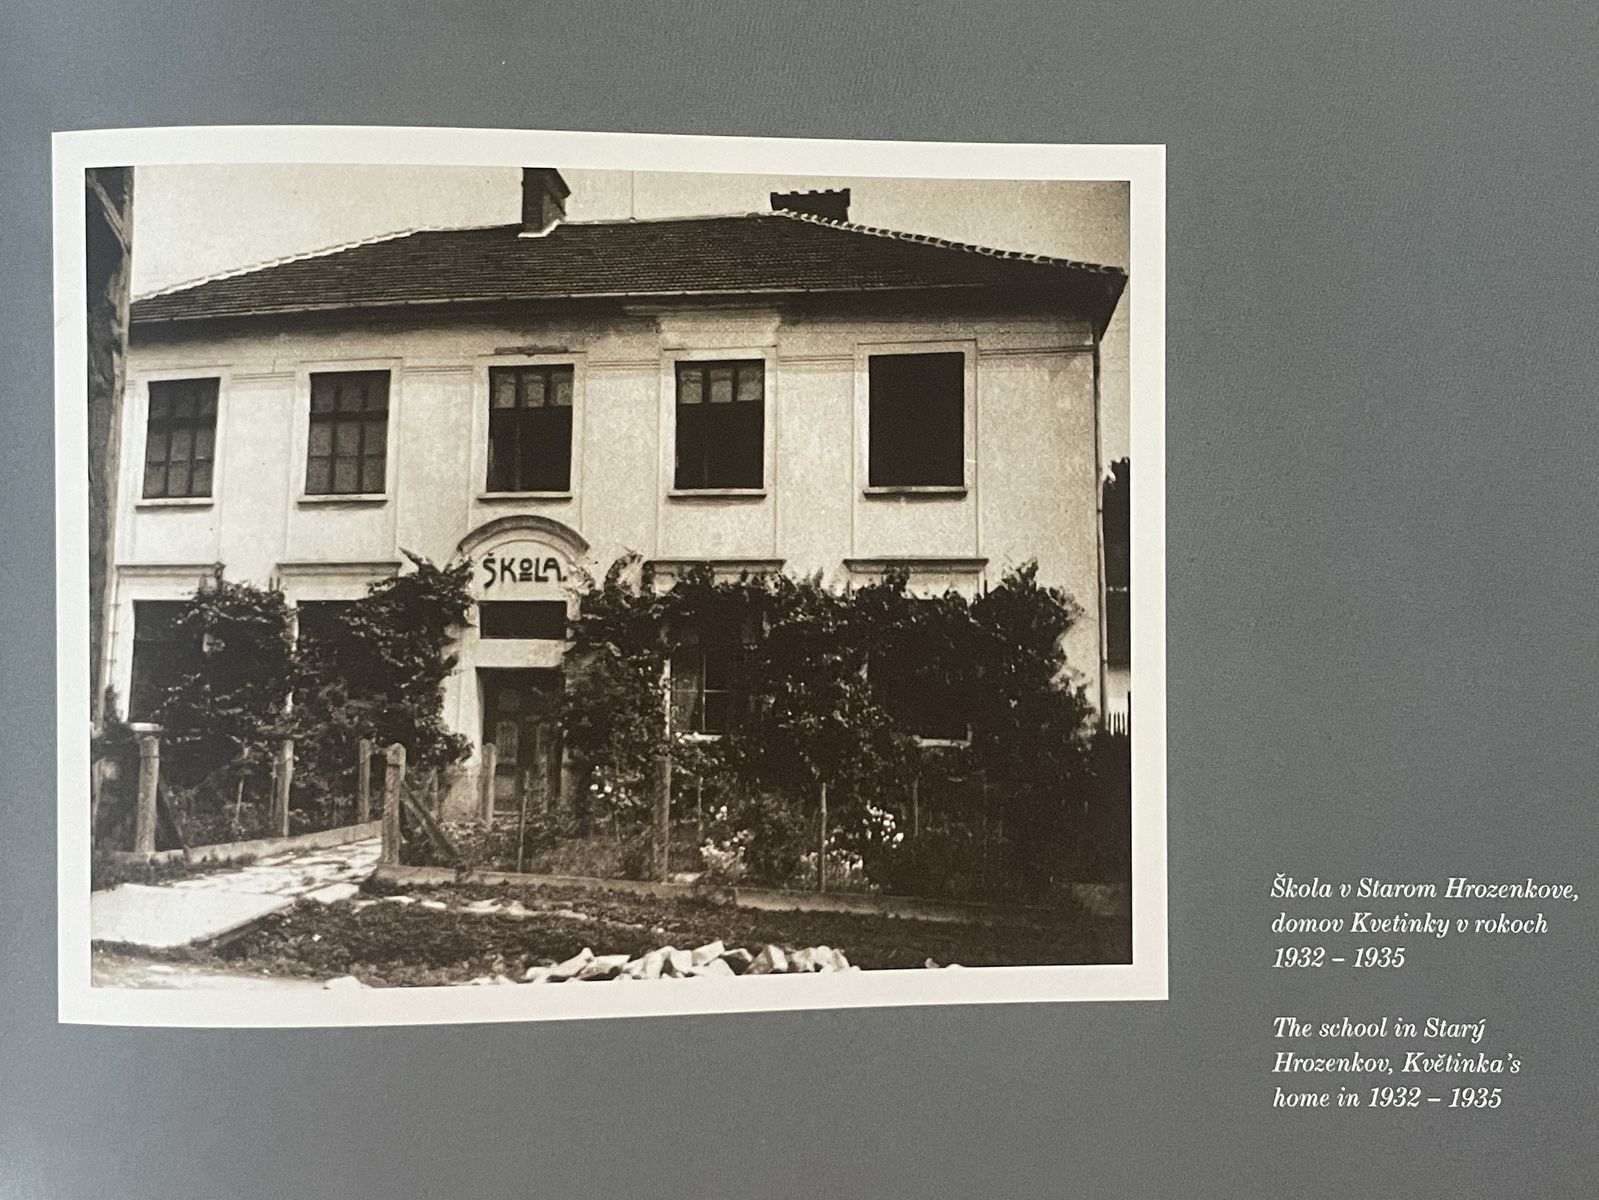 ŠKOLA.
Škola v Starom Hrozenkove,
domov Kvetinky v rokoch
1932 – 1935
The school in Starý
Hrozenkov, Květinka's
home in 1932 – 1935